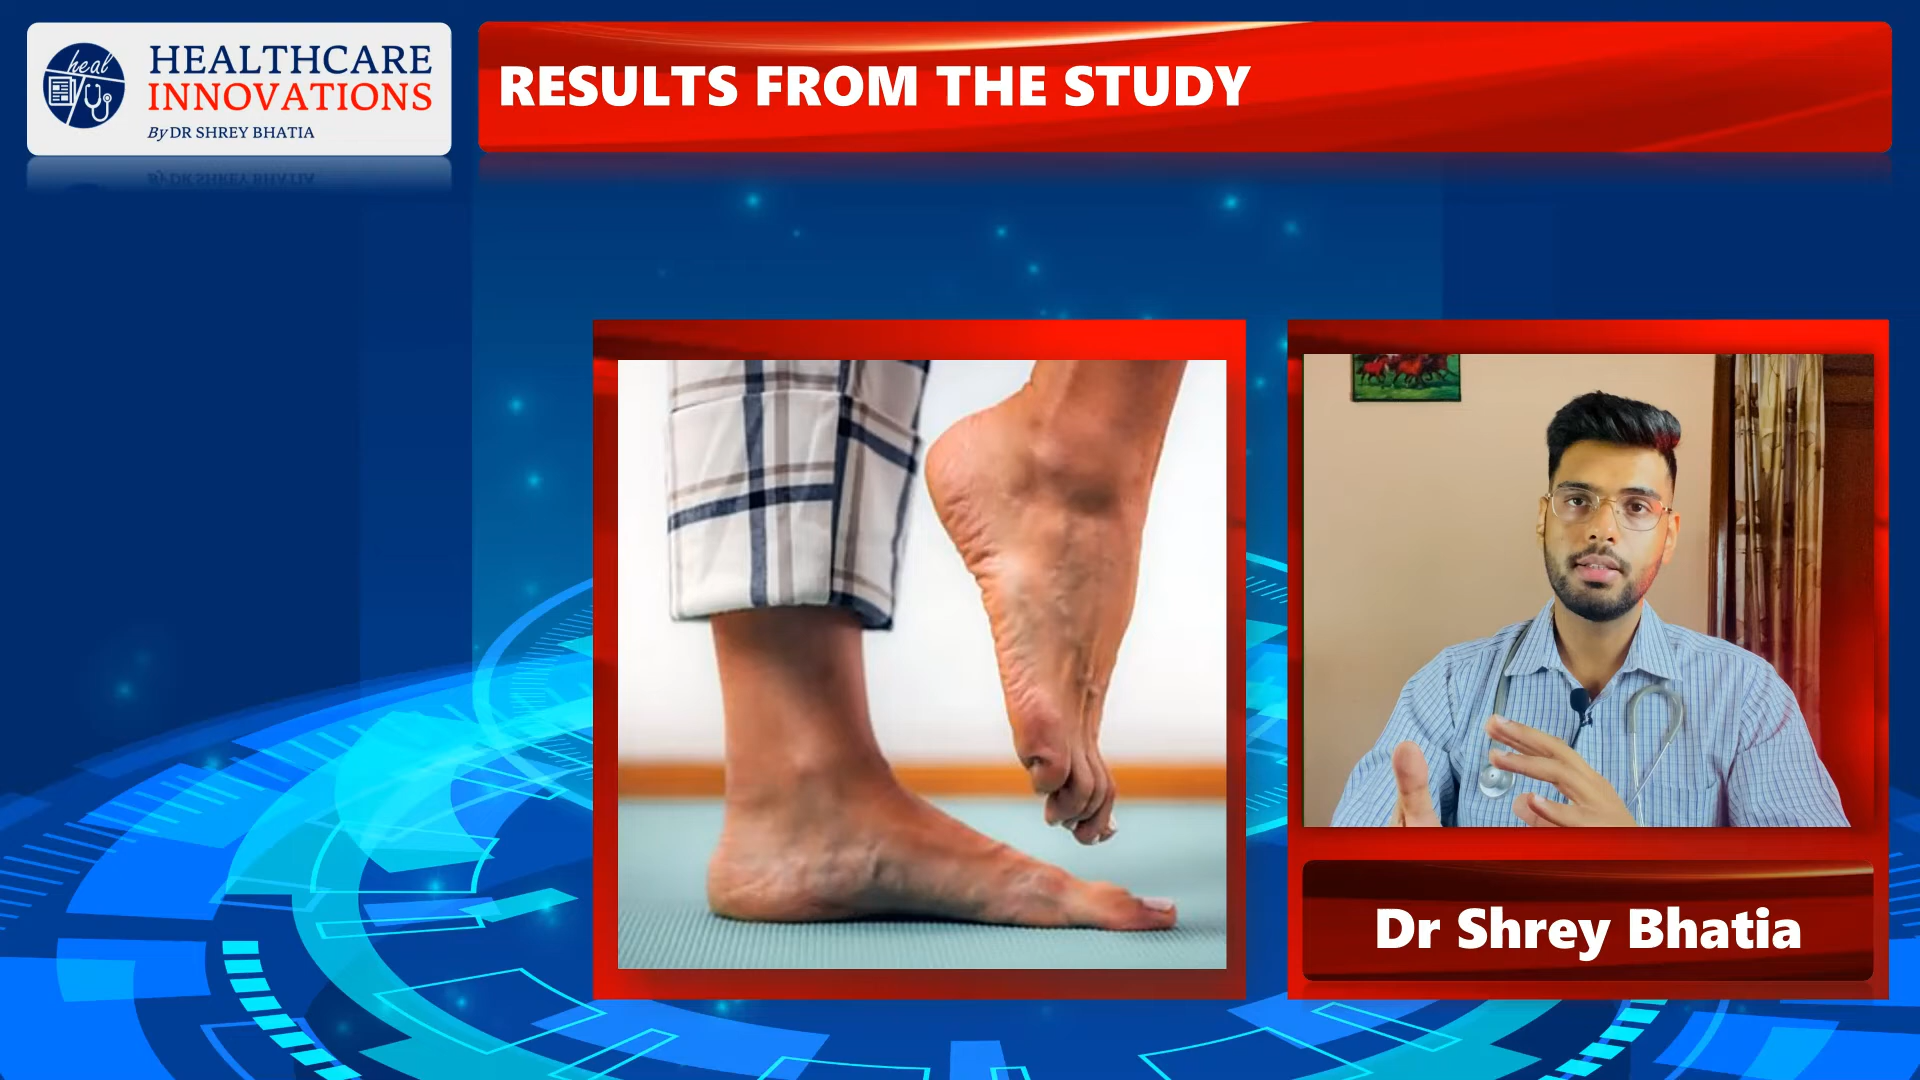 heal
HEALTHCARE
INNOVATIONS
By DR SHREY BHATIA
RESULTS FROM THE STUDY
Dr Shrey Bhatia